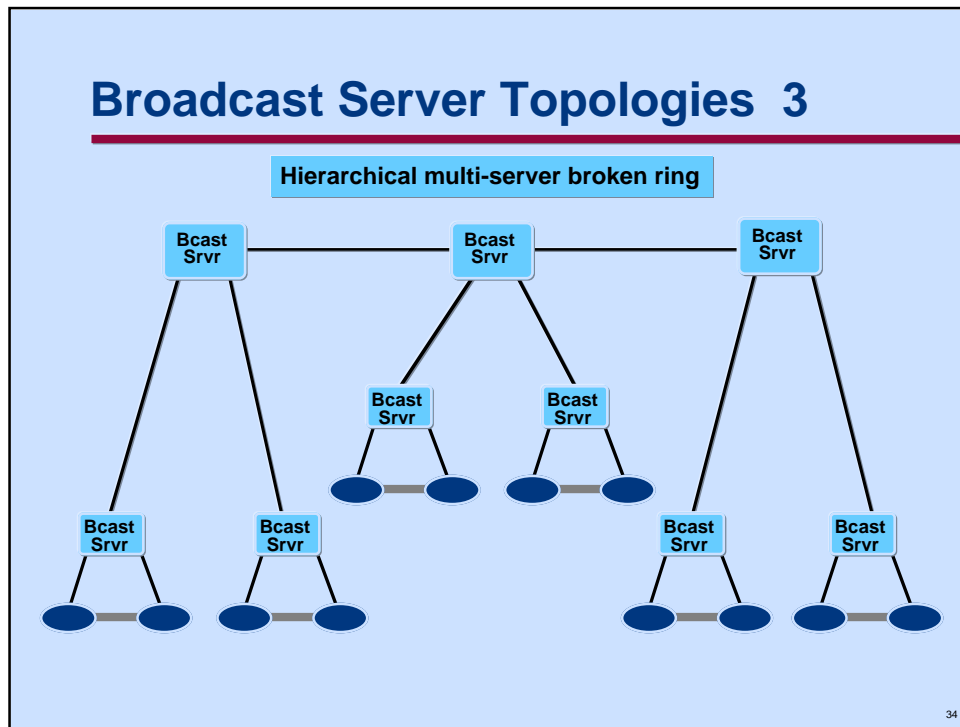 Broadcast Server Topologies 3
Hierarchical multi-server broken ring
Bcast
Srvr
Bcast
Srvr
Bcast
Srvr
Bcast
Srvr
Bcast
Srvr
Bcast
Srvr
Bcast
Srvr
Bcast
Srvr
Bcast
Srvr
34